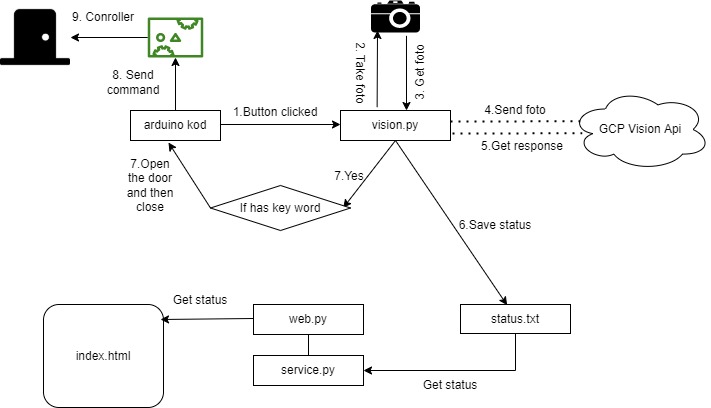 9. Conroller
2. Take foto
3. Get foto
8. Send
command
1.Button clicked
4.Send foto
arduino kod
vision.py
GCP Vision Api
5.Get response
7.Open
the door
and then
close
7.Yes
If has key word
6.Save status
Get status
web.py
status.txt
index.html
service.py
Get status